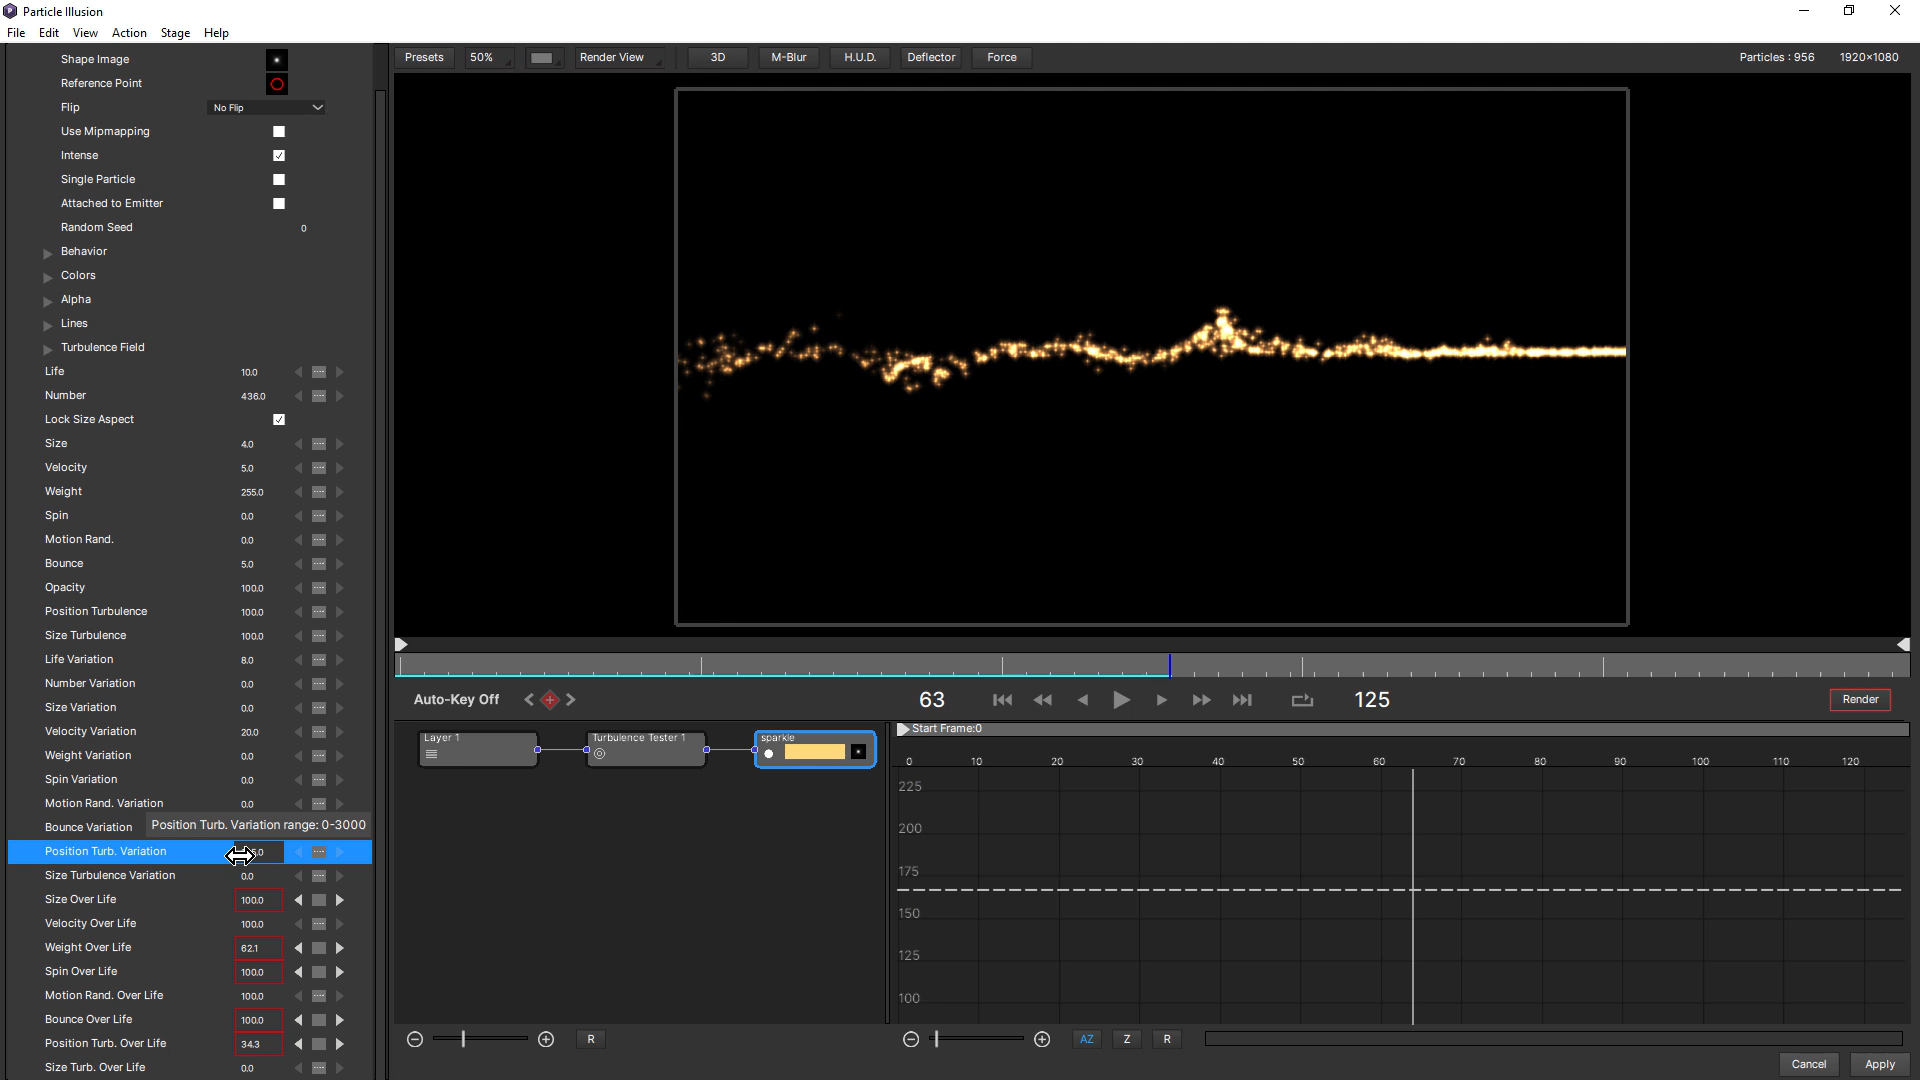 Particle Illusion
File Edit View Action Stage Help
Presets 50% Render View 3D M-Blur H.U.D. Deflector Force Particles : 956 1920×1080
Shape Image
Reference Point
Flip No Flip
Use Mipmapping
Intense
Single Particle
Attached to Emitter
Random Seed 0
Behavior
Colors
Alpha
Lines
Turbulence Field
Life 10.0
Number 436.0
Lock Size Aspect
Size 4.0
Velocity 5.0
Weight 255.0
Spin 0.0
Motion Rand. 0.0
Bounce 5.0
Opacity 100.0
Position Turbulence 100.0
Size Turbulence 100.0
Life Variation 8.0
Number Variation 0.0
Size Variation 0.0
Velocity Variation 20.0
Weight Variation 0.0
Spin Variation 0.0
Motion Rand. Variation 0.0
Bounce Variation
Position Turb. Variation range: 0-3000
Position Turb. Variation
Size Turbulence Variation 0.0
Size Over Life 100.0
Velocity Over Life 100.0
Weight Over Life 62.1
Spin Over Life 100.0
Motion Rand. Over Life 100.0
Bounce Over Life 100.0
Position Turb. Over Life 34.3
Size Turb. Over Life 0.0
Auto-Key Off 63 125 Render
Layer 1 Turbulence Tester 1 sparkle
Start Frame:0
0 10 20 30 40 50 60 70 80 90 100 110 120
225
200
175
150
125
100
R AZ Z R
Cancel Apply